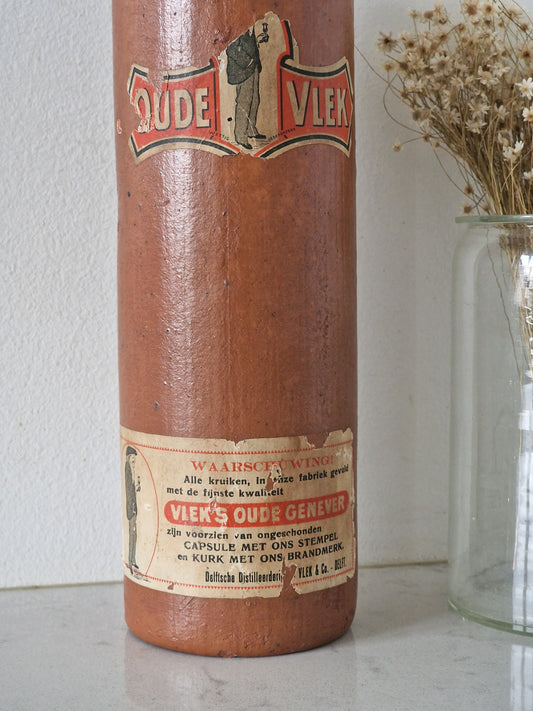 OUDE VLEK
WAARSCHUWING!
Alle kruiken, In onze fabriek gevuld
met de fijnste kwaliteit
VLEK'S OUDE GENEVER
zijn voorzien van ongeschonden
CAPSULE MET ONS STEMPEL
en KURK MET ONS BRANDMERK.
Delftsche Distilleerderij VLEK & Co. - DELFT.